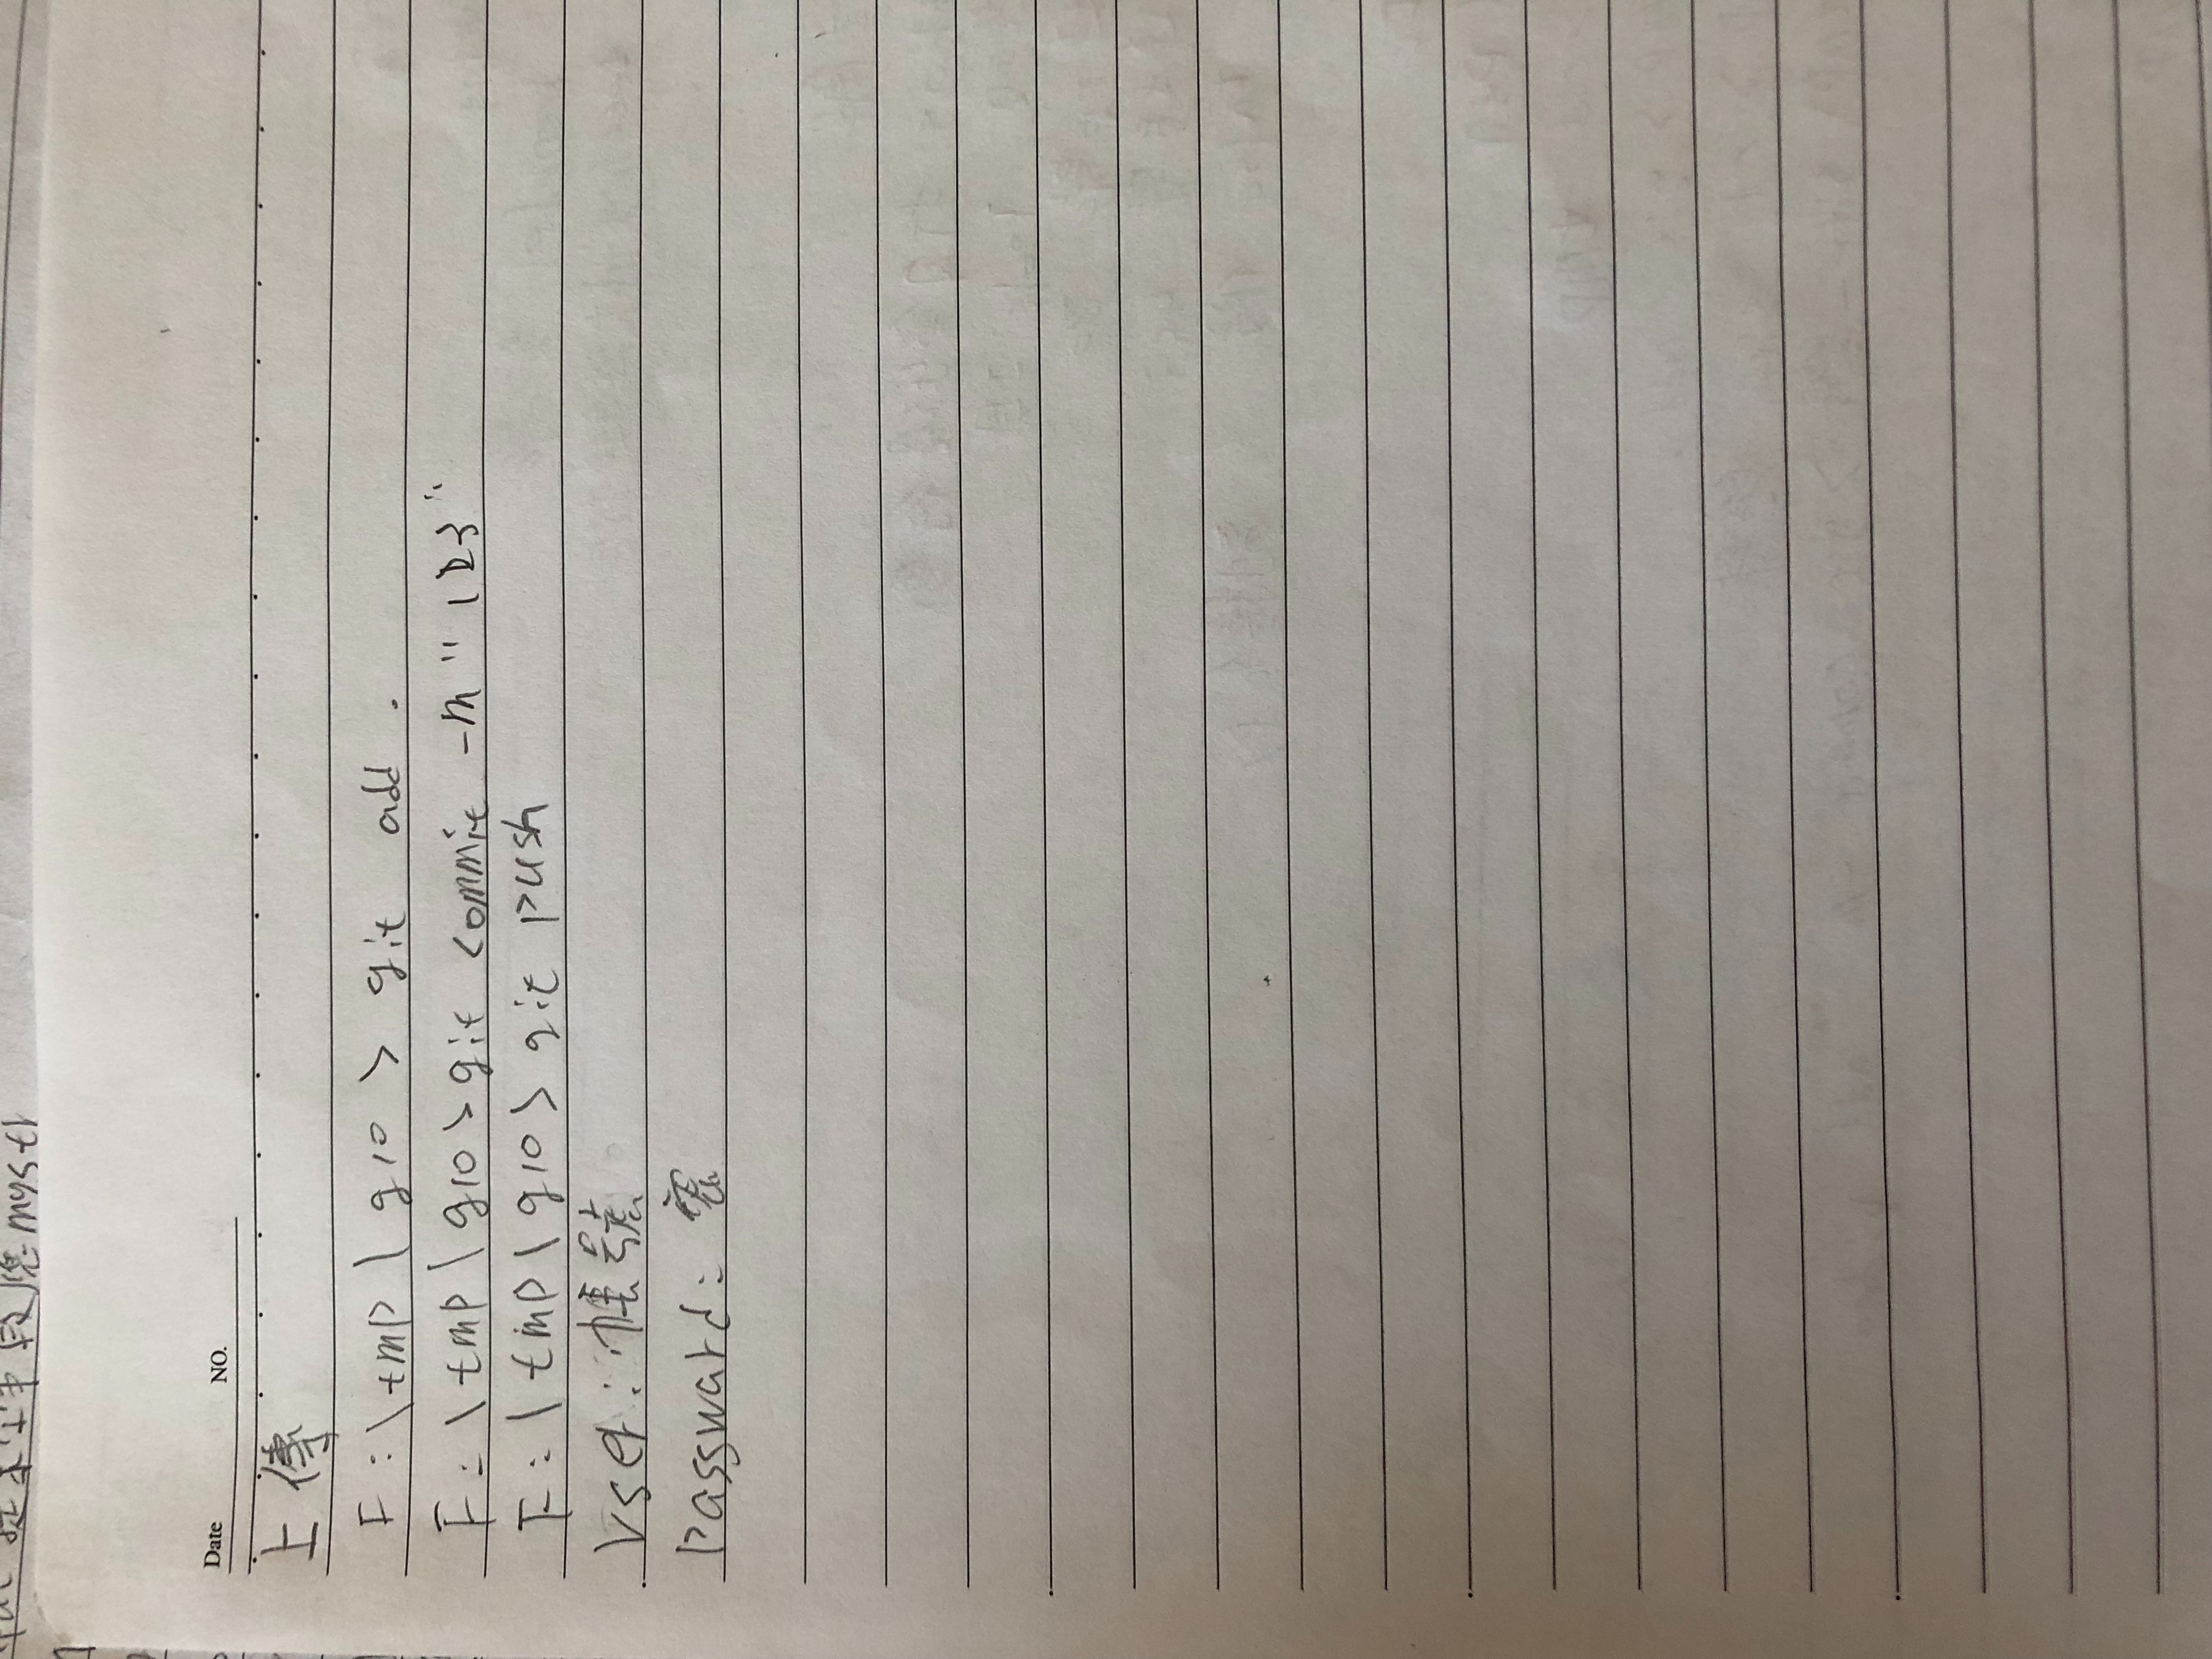 mysql
Date NO.
上傳
F:\tmp\g10> git add .
F:\tmp\g10>git commit -m "123"
F:\tmp\g10> git push
User: 帳號
Passward: 密